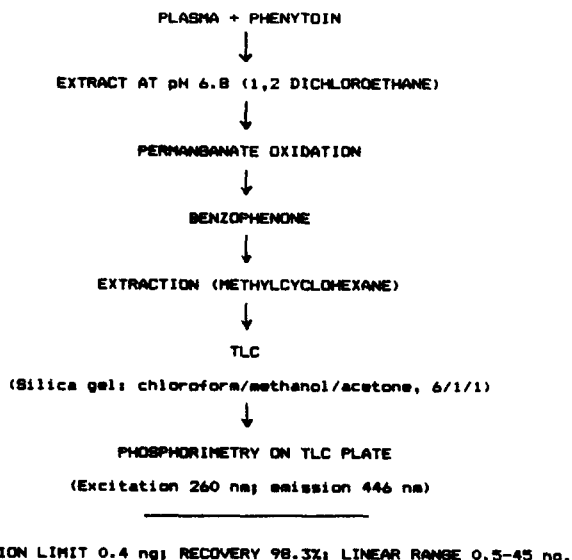 PLASMA + PHENYTOIN
EXTRACT AT pH 6.8 (1,2 DICHLOROETHANE)
PERMANGANATE OXIDATION
BENZOPHENONE
EXTRACTION (METHYLCYCLOHEXANE)
TLC
(Silica gel: chloroform/methanol/acetone, 6/1/1)
PHOSPHORIMETRY ON TLC PLATE
(Excitation 260 nm; emission 446 nm)
ION LIMIT 0.4 ng; RECOVERY 98.3%; LINEAR RANGE 0.5-45 ng.